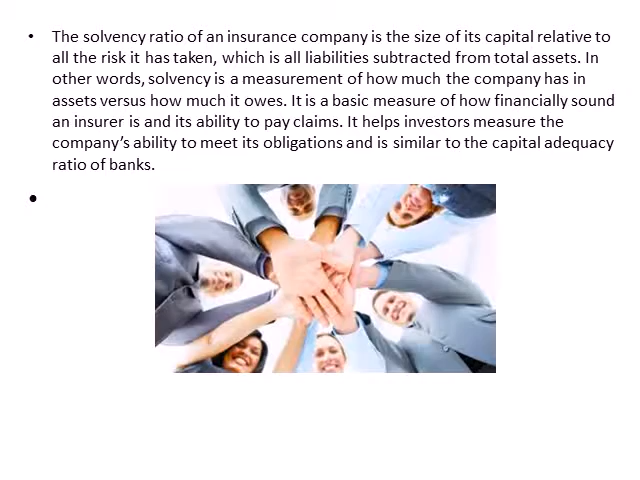 • The solvency ratio of an insurance company is the size of its capital relative to
all the risk it has taken, which is all liabilities subtracted from total assets. In
other words, solvency is a measurement of how much the company has in
assets versus how much it owes. It is a basic measure of how financially sound
an insurer is and its ability to pay claims. It helps investors measure the
company’s ability to meet its obligations and is similar to the capital adequacy
ratio of banks.
•